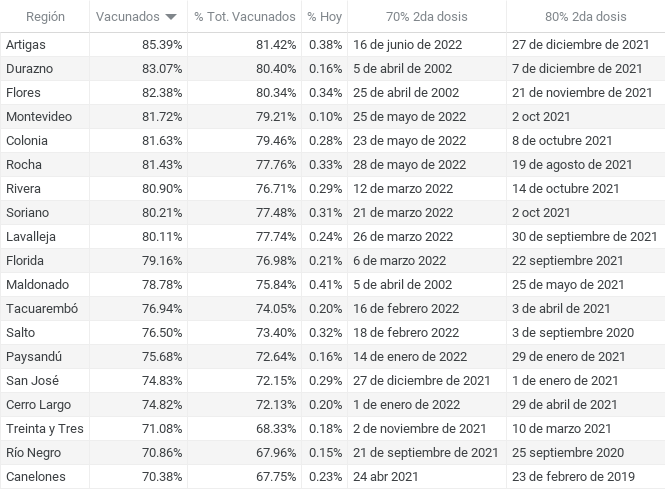 Región Vacunados % Tot. Vacunados % Hoy 70% 2da dosis 80% 2da dosis
Artigas 85.39% 81.42% 0.38% 16 de junio de 2022 27 de diciembre de 2021
Durazno 83.07% 80.40% 0.16% 5 de abril de 2002 7 de diciembre de 2021
Flores 82.38% 80.34% 0.34% 25 de abril de 2002 21 de noviembre de 2021
Montevideo 81.72% 79.21% 0.10% 25 de mayo de 2022 2 oct 2021
Colonia 81.63% 79.46% 0.28% 23 de mayo de 2022 8 de octubre 2021
Rocha 81.43% 77.76% 0.33% 28 de mayo de 2022 19 de agosto de 2021
Rivera 80.90% 76.71% 0.29% 12 de marzo 2022 14 de octubre 2021
Soriano 80.21% 77.48% 0.31% 21 de marzo 2022 2 oct 2021
Lavalleja 80.11% 77.74% 0.24% 26 de marzo 2022 30 de septiembre de 2021
Florida 79.16% 76.98% 0.21% 6 de marzo 2022 22 septiembre 2021
Maldonado 78.78% 75.84% 0.41% 5 de abril de 2002 25 de mayo de 2021
Tacuarembó 76.94% 74.05% 0.20% 16 de febrero 2022 3 de abril de 2021
Salto 76.50% 73.40% 0.32% 18 de febrero 2022 3 de septiembre 2020
Paysandú 75.68% 72.64% 0.16% 14 de enero de 2022 29 de enero de 2021
San José 74.83% 72.15% 0.29% 27 de diciembre de 2021 1 de enero de 2021
Cerro Largo 74.82% 72.13% 0.20% 1 de enero de 2022 29 de abril de 2021
Treinta y Tres 71.08% 68.33% 0.18% 2 de noviembre de 2021 10 de marzo 2021
Río Negro 70.86% 67.96% 0.15% 21 de septiembre de 2021 25 septiembre 2020
Canelones 70.38% 67.75% 0.23% 24 abr 2021 23 de febrero de 2019